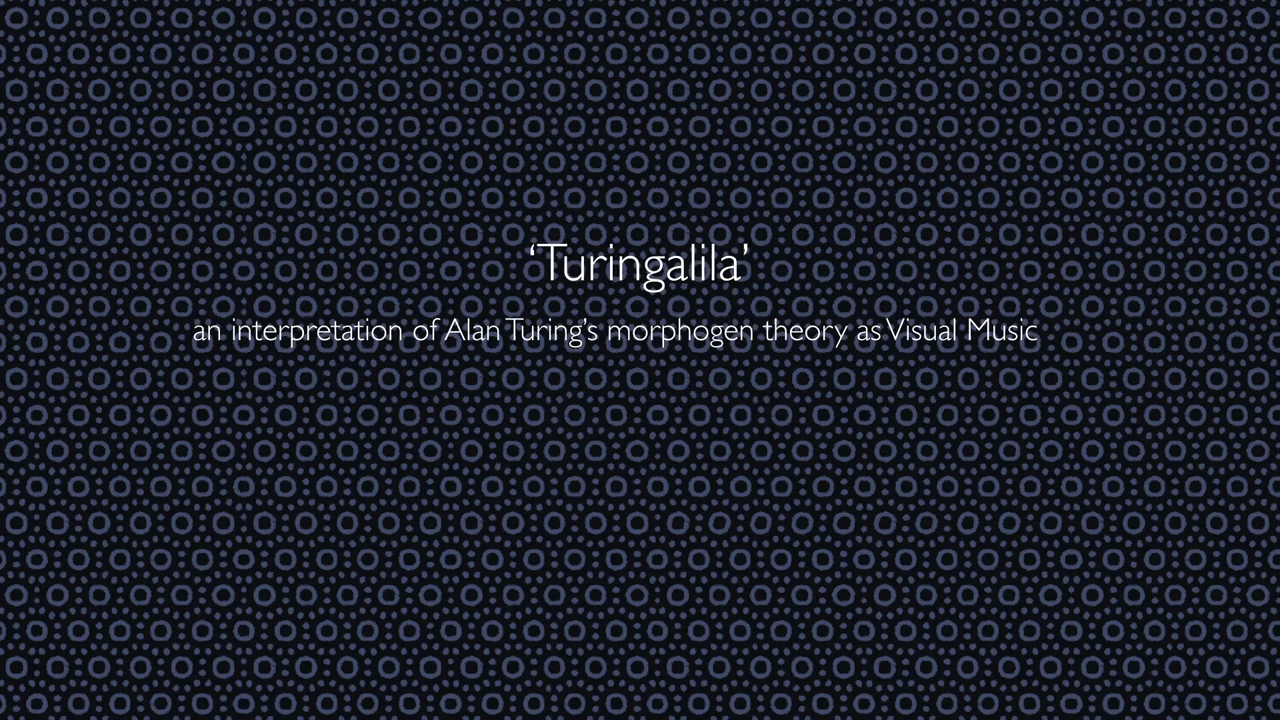 ‘Turingalila’
an interpretation of Alan Turing’s morphogen theory as Visual Music